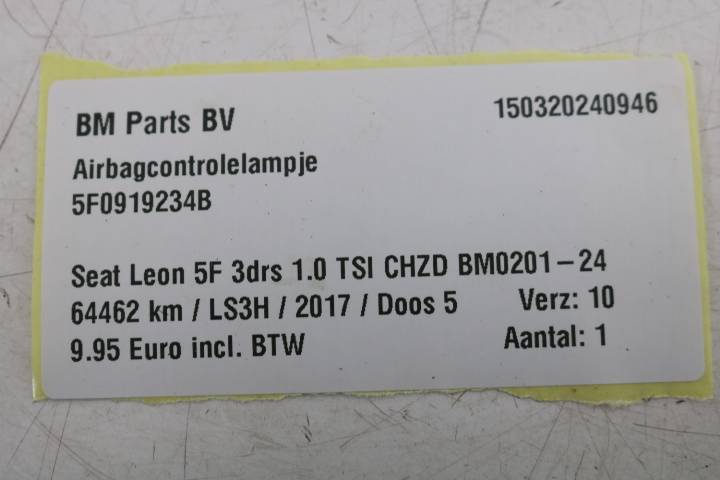 BM Parts BV 150320240946
Airbagcontrolelampje
5F0919234B
Seat Leon 5F 3drs 1.0 TSI CHZD BM0201-24
64462 km / LS3H / 2017 / Doos 5 Verz: 10
9.95 Euro incl. BTW Aantal: 1